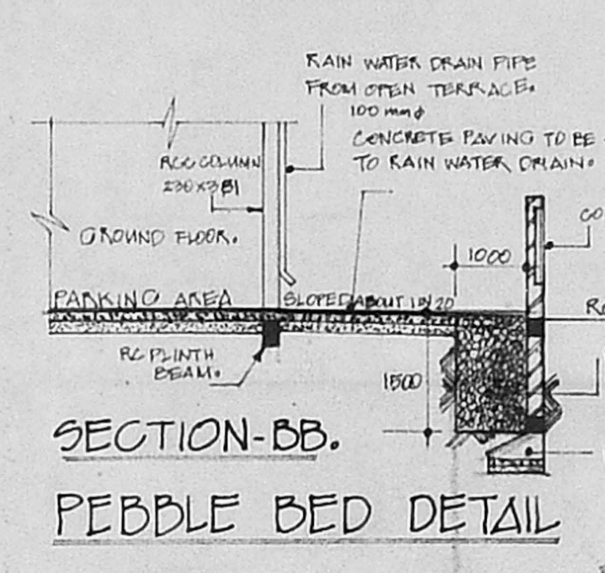 RAIN WATER DRAIN PIPE
FROM OPEN TERRACE.
100 mm φ
CONCRETE PAVING TO BE
TO RAIN WATER DRAIN.
RCC COLUMN
230 x 381
GROUND FLOOR.
CO
1000
PARKING AREA
SLOPED ABOUT 1 IN 20
RC PLINTH
BEAM.
1500
SECTION-BB.
PEBBLE BED DETAIL